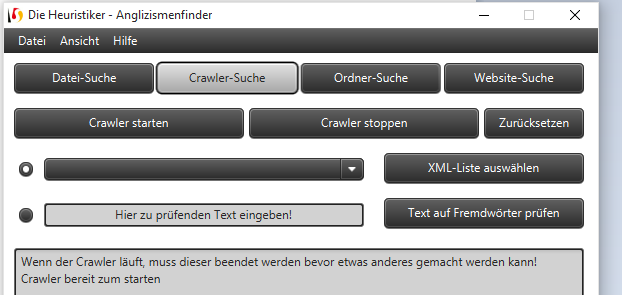 Die Heuristiker - Anglizismenfinder
Datei Ansicht Hilfe
Datei-Suche Crawler-Suche Ordner-Suche Website-Suche
Crawler starten Crawler stoppen Zurücksetzen
XML-Liste auswählen
Hier zu prüfenden Text eingeben! Text auf Fremdwörter prüfen
Wenn der Crawler läuft, muss dieser beendet werden bevor etwas anderes gemacht werden kann!
Crawler bereit zum starten